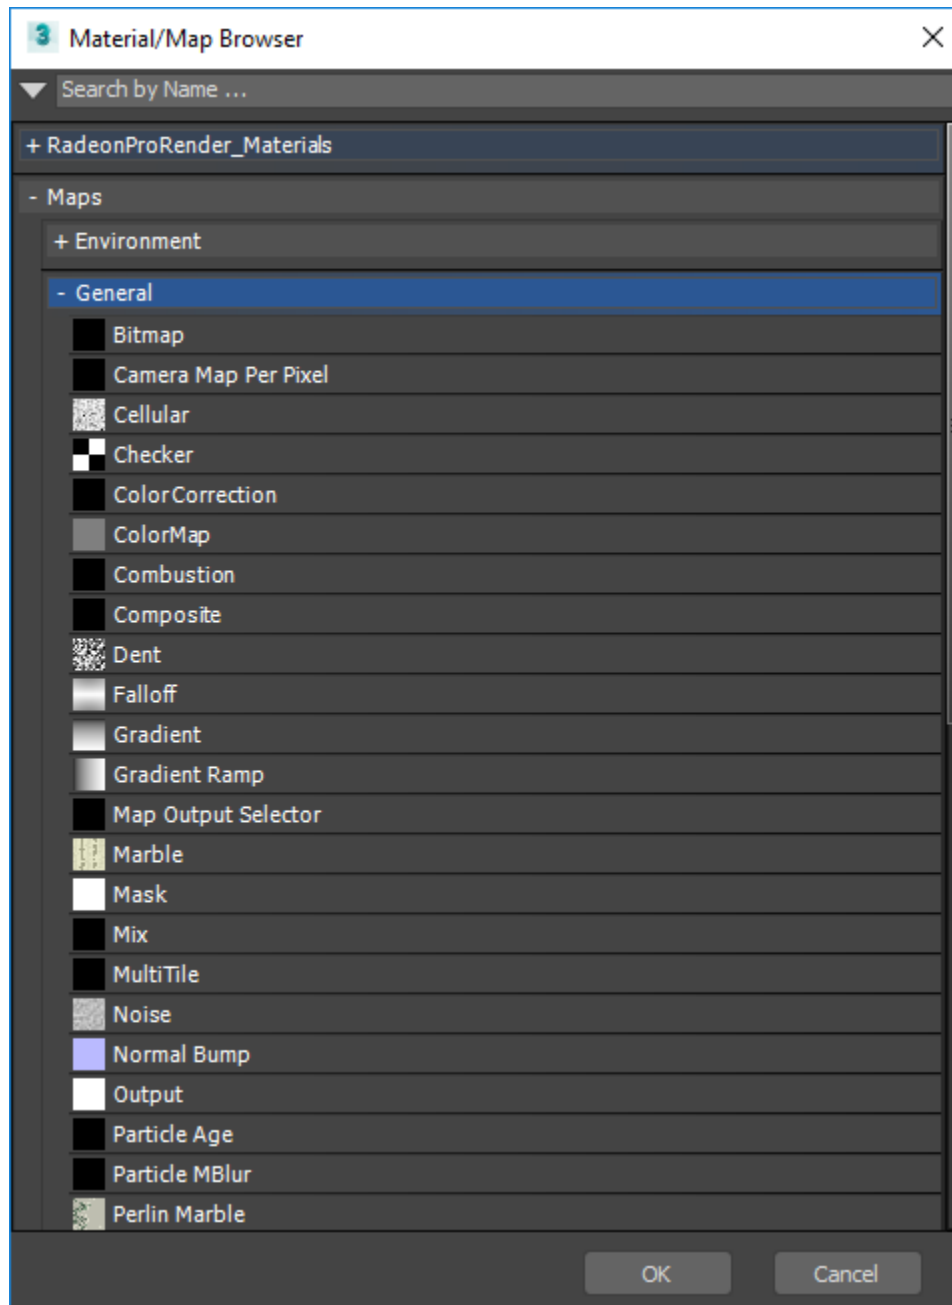 3 Material/Map Browser
Search by Name ...
+ RadeonProRender_Materials
- Maps
+ Environment
- General
Bitmap
Camera Map Per Pixel
Cellular
Checker
ColorCorrection
ColorMap
Combustion
Composite
Dent
Falloff
Gradient
Gradient Ramp
Map Output Selector
Marble
Mask
Mix
MultiTile
Noise
Normal Bump
Output
Particle Age
Particle MBlur
Perlin Marble
OK Cancel